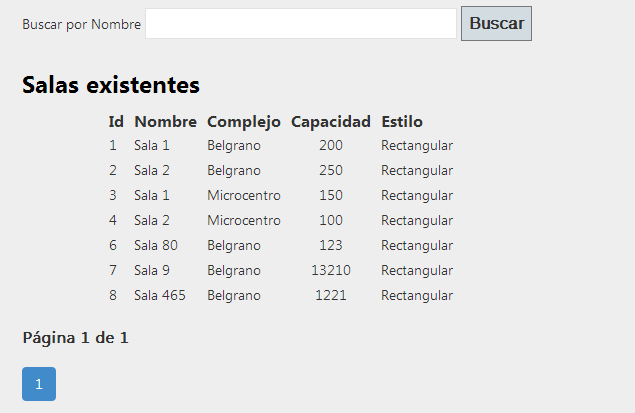 Buscar por Nombre Buscar
Salas existentes
Id Nombre Complejo Capacidad Estilo
1 Sala 1 Belgrano 200 Rectangular
2 Sala 2 Belgrano 250 Rectangular
3 Sala 1 Microcentro 150 Rectangular
4 Sala 2 Microcentro 100 Rectangular
6 Sala 80 Belgrano 123 Rectangular
7 Sala 9 Belgrano 13210 Rectangular
8 Sala 465 Belgrano 1221 Rectangular
Página 1 de 1
1